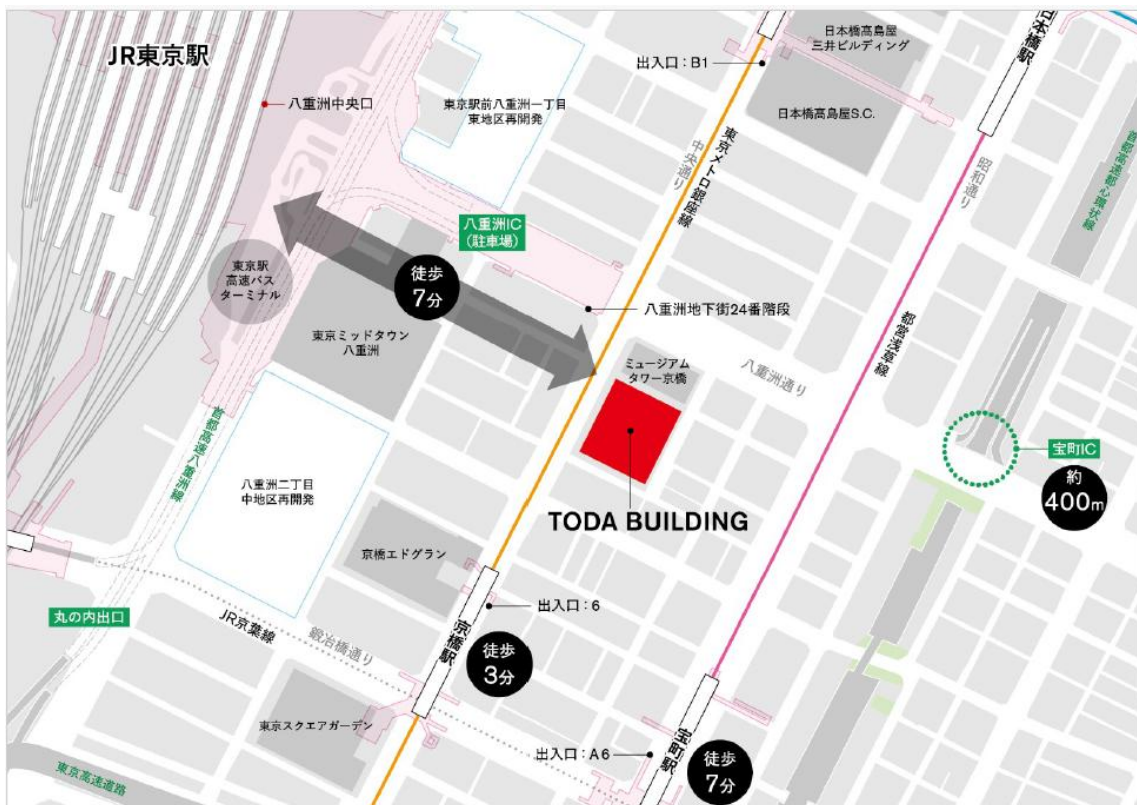 JR東京駅
八重洲中央口
東京駅前八重洲一丁目
東地区再開発
出入口：B1
日本橋髙島屋
三井ビルディング
日本橋髙島屋S.C.
日本橋駅
東京メトロ銀座線
中央通り
昭和通り
首都高速都心環状線
八重洲IC
（駐車場）
東京駅
高速バス
ターミナル
徒歩
7分
八重洲地下街24番階段
東京ミッドタウン
八重洲
ミュージアム
タワー京橋
八重洲通り
都営浅草線
首都高速八重洲線
宝町IC
約
400m
八重洲二丁目
中地区再開発
TODA BUILDING
京橋エドグラン
出入口：6
丸の内出口
JR京葉線
鍛冶橋通り
京橋駅
徒歩
3分
東京スクエアガーデン
出入口：A6
宝町駅
徒歩
7分
東京高速道路